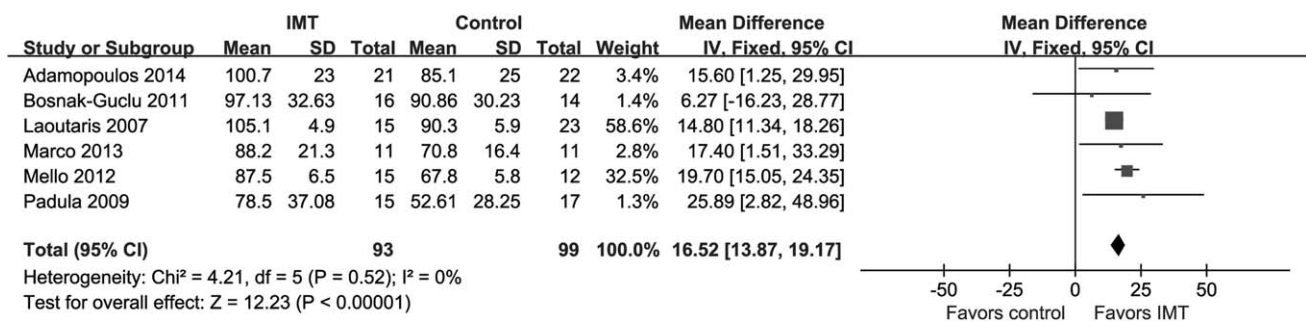 IMT Control Mean Difference Mean Difference
Study or Subgroup Mean SD Total Mean SD Total Weight IV, Fixed, 95% CI IV, Fixed, 95% CI
Adamopoulos 2014 100.7 23 21 85.1 25 22 3.4% 15.60 [1.25, 29.95]
Bosnak-Guclu 2011 97.13 32.63 16 90.86 30.23 14 1.4% 6.27 [-16.23, 28.77]
Laoutaris 2007 105.1 4.9 15 90.3 5.9 23 58.6% 14.80 [11.34, 18.26]
Marco 2013 88.2 21.3 11 70.8 16.4 11 2.8% 17.40 [1.51, 33.29]
Mello 2012 87.5 6.5 15 67.8 5.8 12 32.5% 19.70 [15.05, 24.35]
Padula 2009 78.5 37.08 15 52.61 28.25 17 1.3% 25.89 [2.82, 48.96]
Total (95% CI) 93 99 100.0% 16.52 [13.87, 19.17]
Heterogeneity: Chi² = 4.21, df = 5 (P = 0.52); I² = 0%
Test for overall effect: Z = 12.23 (P < 0.00001)
-50 -25 0 25 50
Favors control Favors IMT